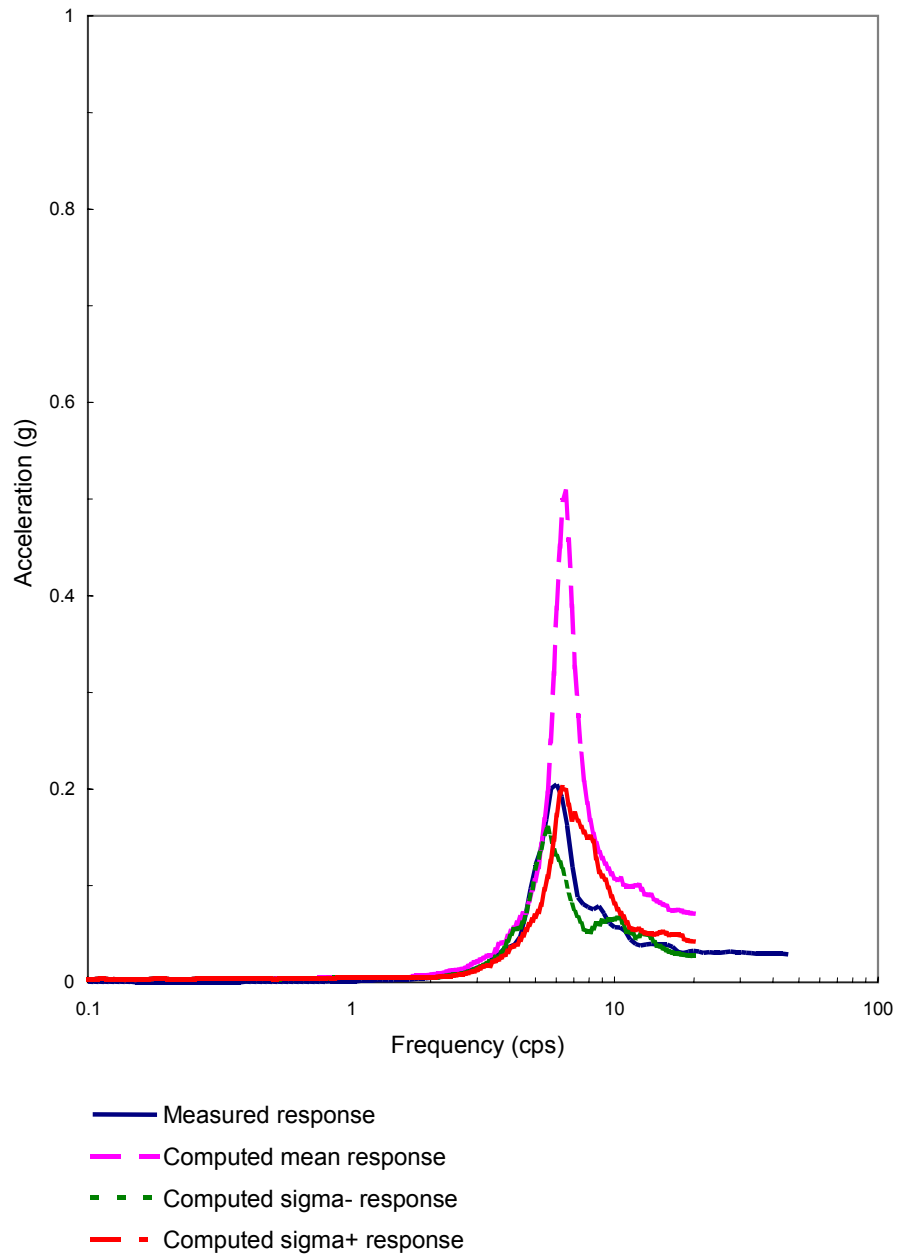 1
0.8
0.6
Acceleration (g)
0.4
0.2
0
0.1 1 10 100
Frequency (cps)
Measured response
Computed mean response
Computed sigma- response
Computed sigma+ response